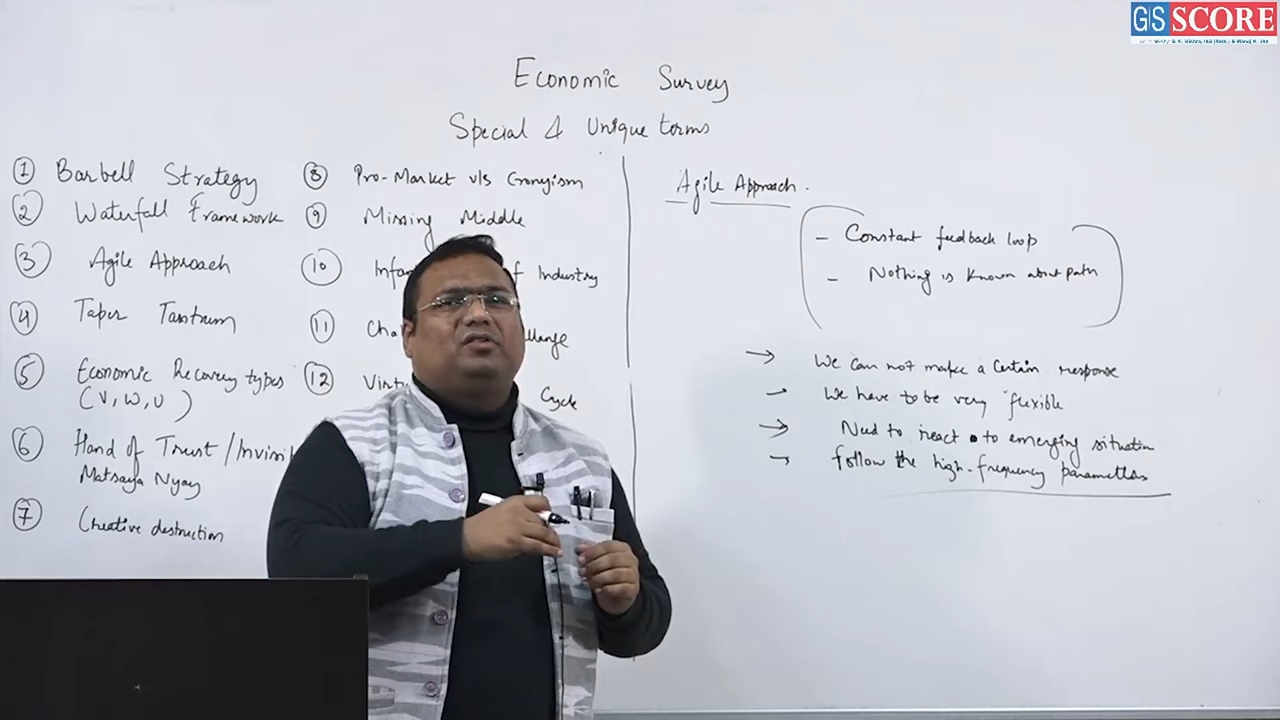 GS SCORE
Economic Survey
Special & Unique terms
① Barbell Strategy
② Waterfall Framework
③ Agile Approach
④ Taper Tantrum
⑤ Economic Recovery types
(V, W, U)
⑥ Hand of Trust / Invisi
Matsaya Nyay
⑦ Creative destruction
⑧ Pro-Market v/s Cronyism
⑨ Missing Middle
⑩ Infa f Industry
⑪ Cha llange
⑫ Virtu Cycle
Agile Approach.
- Constant feedback loop
- Nothing is known about path
→ We can not make a certain response
→ We have to be very flexible
→ Need to react to emerging situation
→ follow the high-frequency parameters